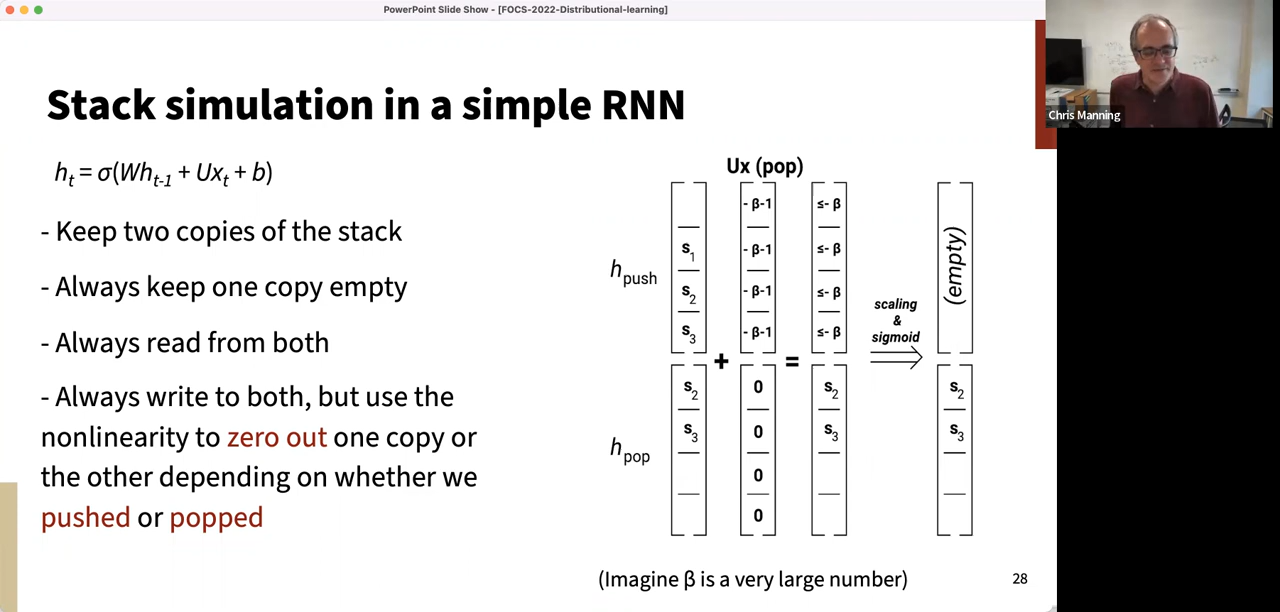 PowerPoint Slide Show - [FOCS-2022-Distributional-learning]
Chris Manning
Stack simulation in a simple RNN
h_t = σ(Wh_{t-1} + Ux_t + b)
- Keep two copies of the stack
- Always keep one copy empty
- Always read from both
- Always write to both, but use the
nonlinearity to zero out one copy or
the other depending on whether we
pushed or popped
Ux (pop)
h_push
- β-1 ≤- β
s_1 - β-1 ≤- β
s_2 - β-1 ≤- β
s_3 - β-1 ≤- β
(empty)
scaling
&
sigmoid
+ =
h_pop
s_2 0 s_2 s_2
s_3 0 s_3 s_3
0
0
(Imagine β is a very large number)
28